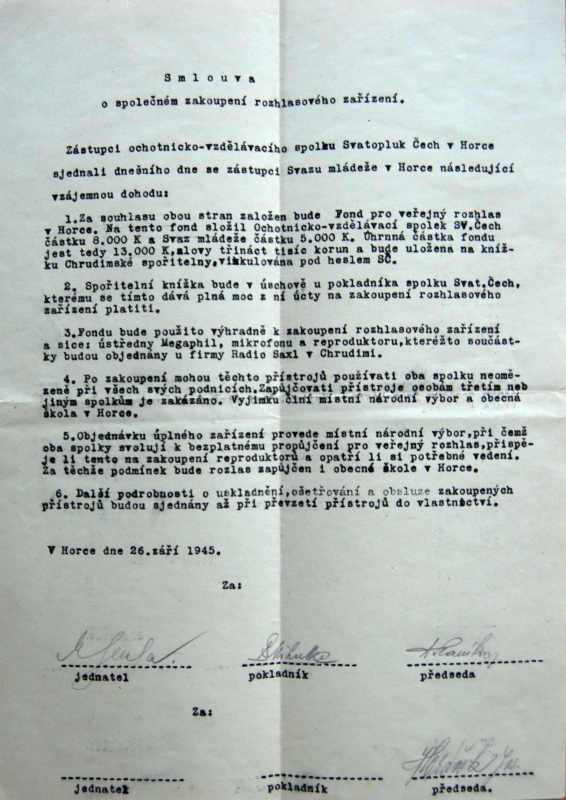 Smlouva
o společném zakoupení rozhlasového zařízení.
Zástupci ochotnicko-vzdělávacího spolku Svatopluk Čech v Horce
sjednali dnešního dne se zástupci Svazu mládeže v Horce následující
vzájemnou dohodu:
1.Za souhlasu obou stran založen bude Fond pro veřejný rozhlas
v Horce. Na tento fond složil Ochotnicko-vzdělávací spolek SV.Čech
částku 8.000 K a Svaz mládeže částku 5.000 K. Úhrnná částka fondu
jest tedy 13.000 K,slovy třináct tisíc korun a bude uložena na kníž-
ku Chrudimské spořitelny,vinkulována pod heslem SČ.
2. Spořitelní knížka bude v úschově u pokladníka spolku Svat.Čech,
kterému se tímto dává plná moc z ní účty na zakoupení rozhlasového
zařízení platiti.
3.Fondu bude použito výhradně k zakoupení rozhlasového zařízení
a sice: ústředny Megaphil, mikrofonu a reproduktoru,kteréžto součást-
ky budou objednány u firmy Radio Saxl v Chrudimi.
4. Po zakoupení mohou těchto přístrojů používati oba spolku neomě-
zeně při všech svých podnicích.Zapůjčovati přístroje osobám třetím neb
jiným spolkům je zakázáno. Vyjimku činí místní národní výbor a obecná
škola v Horce.
5.Objednávku úplného zařízení provede místní národní výbor,při čemž
oba spolky svolují k bezplatnému propůjčení pro veřejný rozhlas,přispě-
je li tento na zakoupení reproduktorů a opatří li si potřebné vedení.
Za těchže podmínek bude rozlas zapůjčen i obecné škole v Horce.
6. Další podrobnosti o uskladnění,ošetřování a obsluze zakoupených
přístrojů budou sjednány až při převzetí přístrojů do vlastnictví.
V Horce dne 26.září 1945.
Za:
jednatel pokladník předseda
Za:
jednatel pokladník předseda.